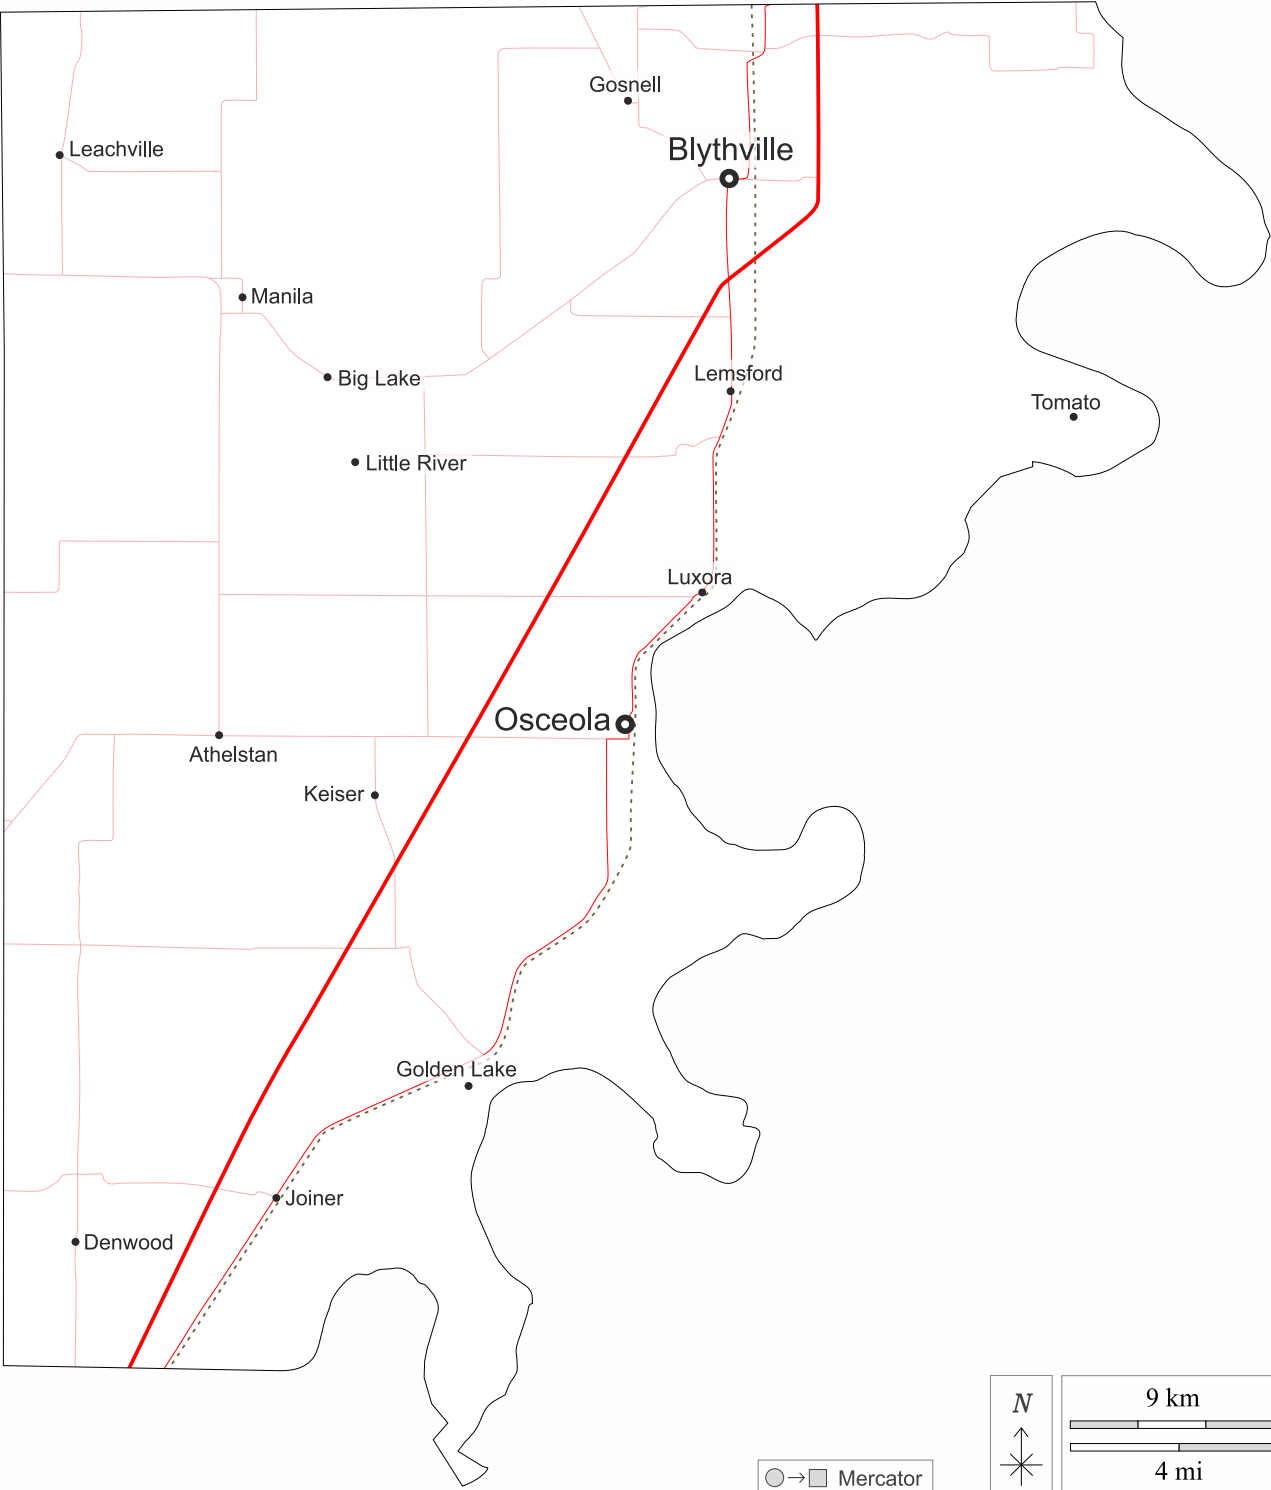 Gosnell
Blythville
Leachville
Manila
Big Lake
Lemsford
Tomato
Little River
Luxora
Osceola
Athelstan
Keiser
Golden Lake
Joiner
Denwood
N
9 km
4 mi
Mercator